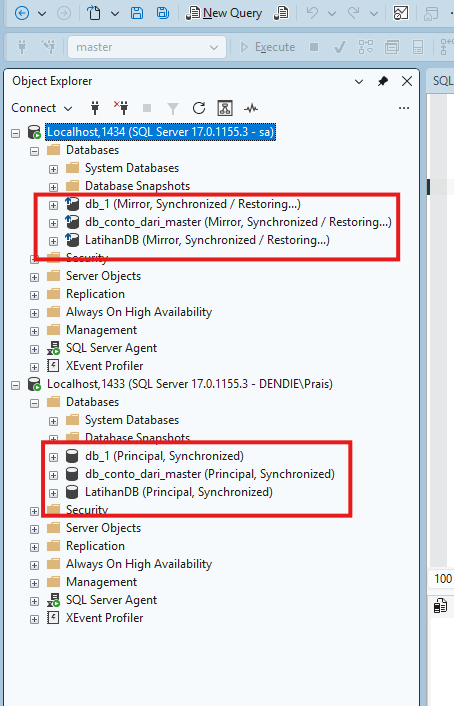 New Query
master
Execute
Object Explorer
SQL
Connect
Localhost,1434 (SQL Server 17.0.1155.3 - sa)
Databases
System Databases
Database Snapshots
db_1 (Mirror, Synchronized / Restoring...)
db_conto_dari_master (Mirror, Synchronized / Restoring...)
LatihanDB (Mirror, Synchronized / Restoring...)
Security
Server Objects
Replication
Always On High Availability
Management
SQL Server Agent
XEvent Profiler
Localhost,1433 (SQL Server 17.0.1155.3 - DENDIE\Prais)
Databases
System Databases
Database Snapshots
db_1 (Principal, Synchronized)
db_conto_dari_master (Principal, Synchronized)
LatihanDB (Principal, Synchronized)
Security
Server Objects
Replication
Always On High Availability
Management
100
SQL Server Agent
XEvent Profiler